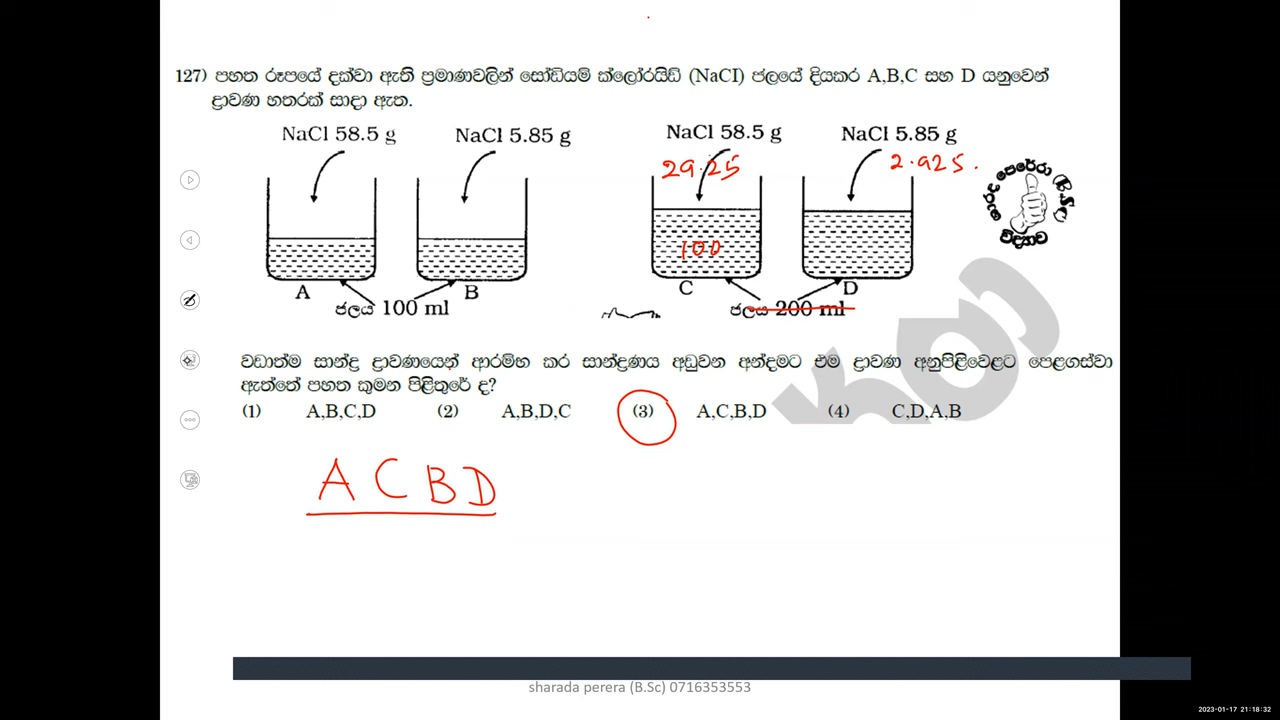 127) පහත රූපයේ දක්වා ඇති ප්‍රමාණවලින් සෝඩියම් ක්ලෝරයිඩ් (NaCI) ජලයේ දියකර A,B,C සහ D යනුවෙන්
ද්‍රාවණ හතරක් සාදා ඇත.
NaCl 58.5 g
NaCl 5.85 g
NaCl 58.5 g
NaCl 5.85 g
29.25
2.925.
100
A
B
C
D
ජලය 100 ml
ජලය 200 ml
ශාරද පෙරේරා (B.Sc)
විද්‍යාව
වඩාත්ම සාන්ද්‍ර ද්‍රාවණයෙන් ආරම්භ කර සාන්ද්‍රණය අඩුවන අන්දමට එම ද්‍රාවණ අනුපිළිවෙළට පෙළගස්වා
ඇත්තේ පහත කුමන පිළිතුරේ ද?
(1) A,B,C,D (2) A,B,D,C (3) A,C,B,D (4) C,D,A,B
A C B D
sharada perera (B.Sc) 0716353553
2023-01-17 21:18:32